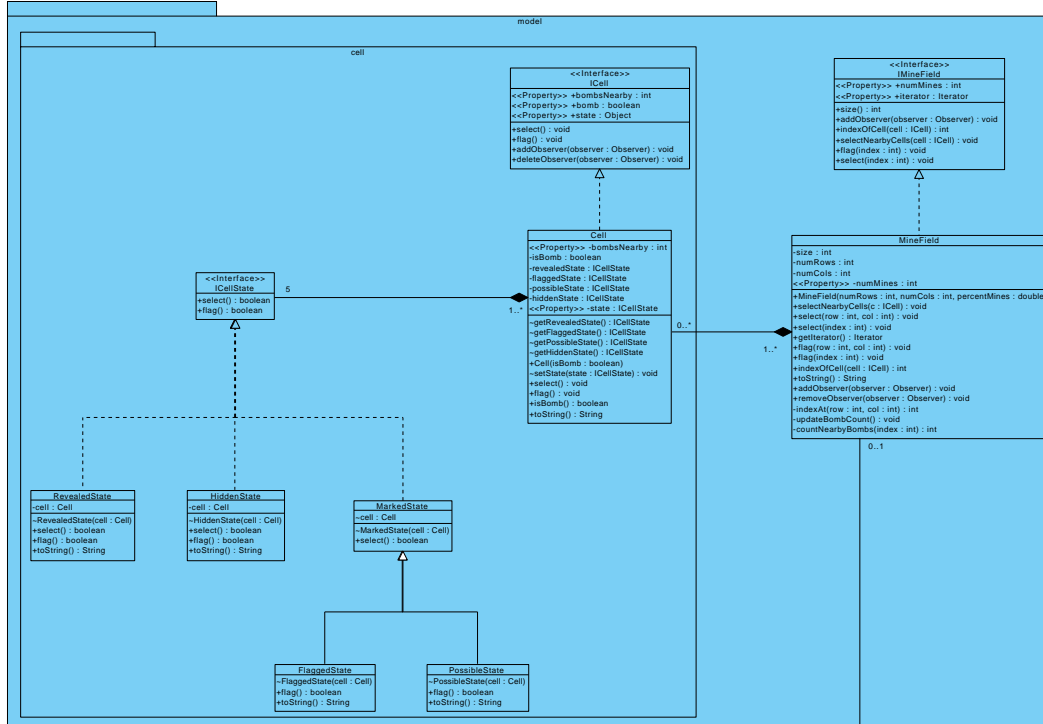 model
cell
<<Interface>>
ICell
<<Property>> +bombsNearby : int
<<Property>> +bomb : boolean
<<Property>> +state : Object
+select() : void
+flag() : void
+addObserver(observer : Observer) : void
+deleteObserver(observer : Observer) : void
<<Interface>>
IMineField
<<Property>> +numMines : int
<<Property>> +iterator : Iterator
+size() : int
+addObserver(observer : Observer) : void
+indexOfCell(cell : ICell) : int
+selectNearbyCells(cell : ICell) : void
+flag(index : int) : void
+select(index : int) : void
Cell
<<Property>> -bombsNearby : int
-isBomb : boolean
-revealedState : ICellState
-flaggedState : ICellState
-possibleState : ICellState
-hiddenState : ICellState
<<Property>> -state : ICellState
~getRevealedState() : ICellState
~getFlaggedState() : ICellState
~getPossibleState() : ICellState
~getHiddenState() : ICellState
+Cell(isBomb : boolean)
~setState(state : ICellState) : void
+select() : void
+flag() : void
+isBomb() : boolean
+toString() : String
MineField
-size : int
-numRows : int
-numCols : int
<<Property>> -numMines : int
+MineField(numRows : int, numCols : int, percentMines : double
+selectNearbyCells(c : ICell) : void
+select(row : int, col : int) : void
+select(index : int) : void
+getIterator() : Iterator
+flag(row : int, col : int) : void
+flag(index : int) : void
+indexOfCell(cell : ICell) : int
+toString() : String
+addObserver(observer : Observer) : void
+removeObserver(observer : Observer) : void
-indexAt(row : int, col : int) : int
-updateBombCount() : void
-countNearbyBombs(index : int) : int
<<Interface>>
ICellState
+select() : boolean
+flag() : boolean
5
1..*
0..*
1..*
0..1
RevealedState
-cell : Cell
~RevealedState(cell : Cell)
+select() : boolean
+flag() : boolean
+toString() : String
HiddenState
-cell : Cell
~HiddenState(cell : Cell)
+select() : boolean
+flag() : boolean
+toString() : String
MarkedState
~cell : Cell
~MarkedState(cell : Cell)
+select() : boolean
FlaggedState
~FlaggedState(cell : Cell)
+flag() : boolean
+toString() : String
PossibleState
~PossibleState(cell : Cell)
+flag() : boolean
+toString() : String